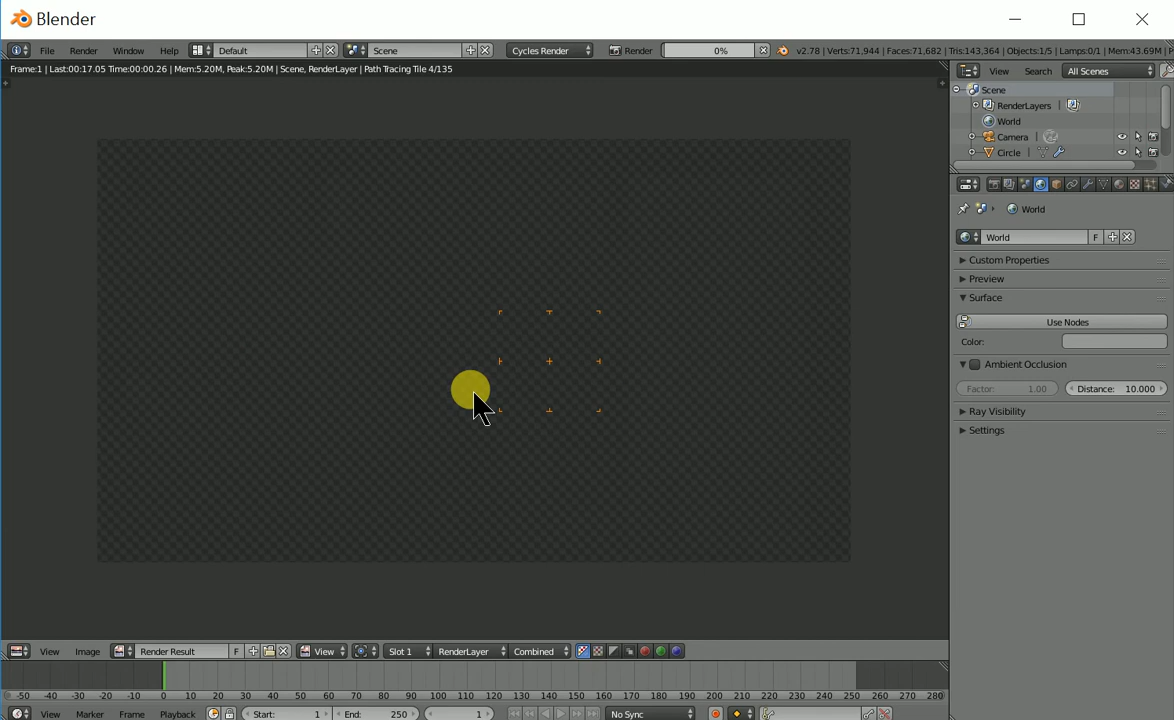 Blender
File Render Window Help Default Scene Cycles Render Render 0% v2.78 | Verts:71,944 | Faces:71,682 | Tris:143,364 | Objects:1/5 | Lamps:0/1 | Mem:43.69M |
Frame:1 | Last:00:17.05 Time:00:00.26 | Mem:5.20M, Peak:5.20M | Scene, RenderLayer | Path Tracing Tile 4/135
View Search All Scenes
Scene
RenderLayers
World
Camera
Circle
World
World F
Custom Properties
Preview
Surface
Use Nodes
Color:
Ambient Occlusion
Factor: 1.00 Distance: 10.000
Ray Visibility
Settings
View Image Render Result F View Slot 1 RenderLayer Combined
-50 -40 -30 -20 -10 0 10 20 30 40 50 60 70 80 90 100 110 120 130 140 150 160 170 180 190 200 210 220 230 240 250 260 270 280
View Marker Frame Playback Start: 1 End: 250 1 No Sync